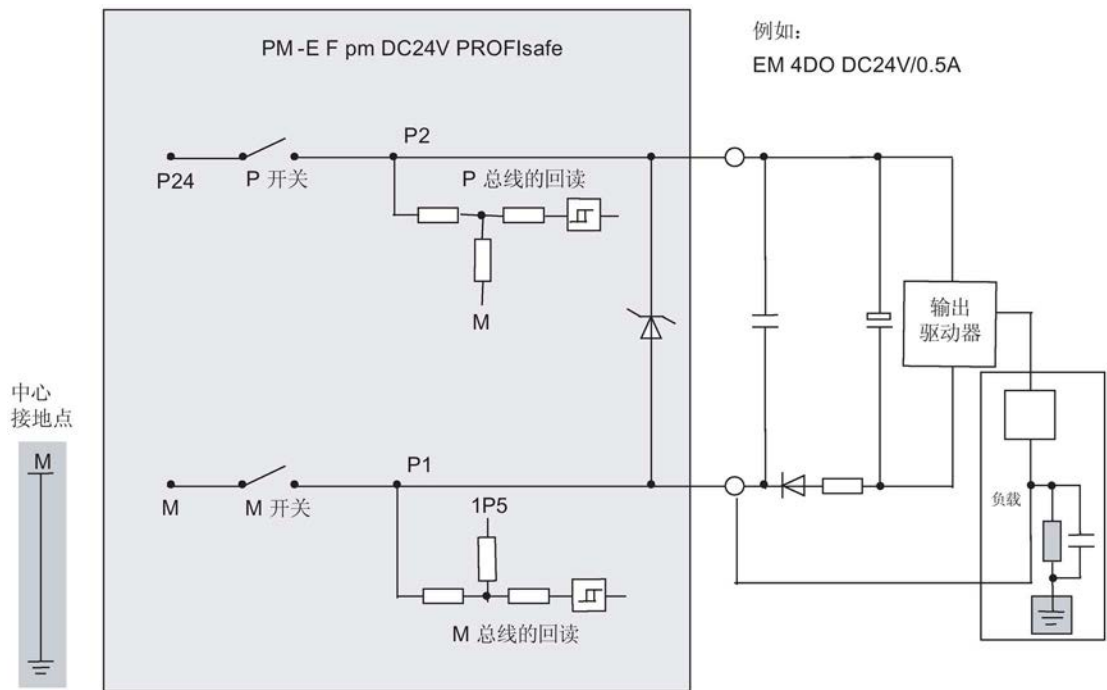 PM -E F pm DC24V PROFIsafe
例如：
EM 4DO DC24V/0.5A
P2
P24
P 开关
P 总线的回读
M
输出
驱动器
中心
接地点
M
P1
M
M 开关
1P5
负载
M 总线的回读